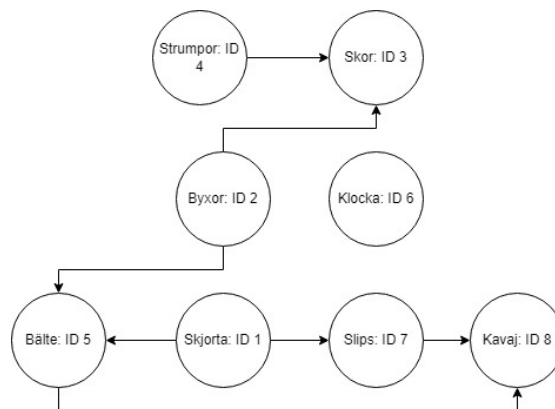 Strumpor: ID
4
Skor: ID 3
Byxor: ID 2
Klocka: ID 6
Bälte: ID 5
Skjorta: ID 1
Slips: ID 7
Kavaj: ID 8